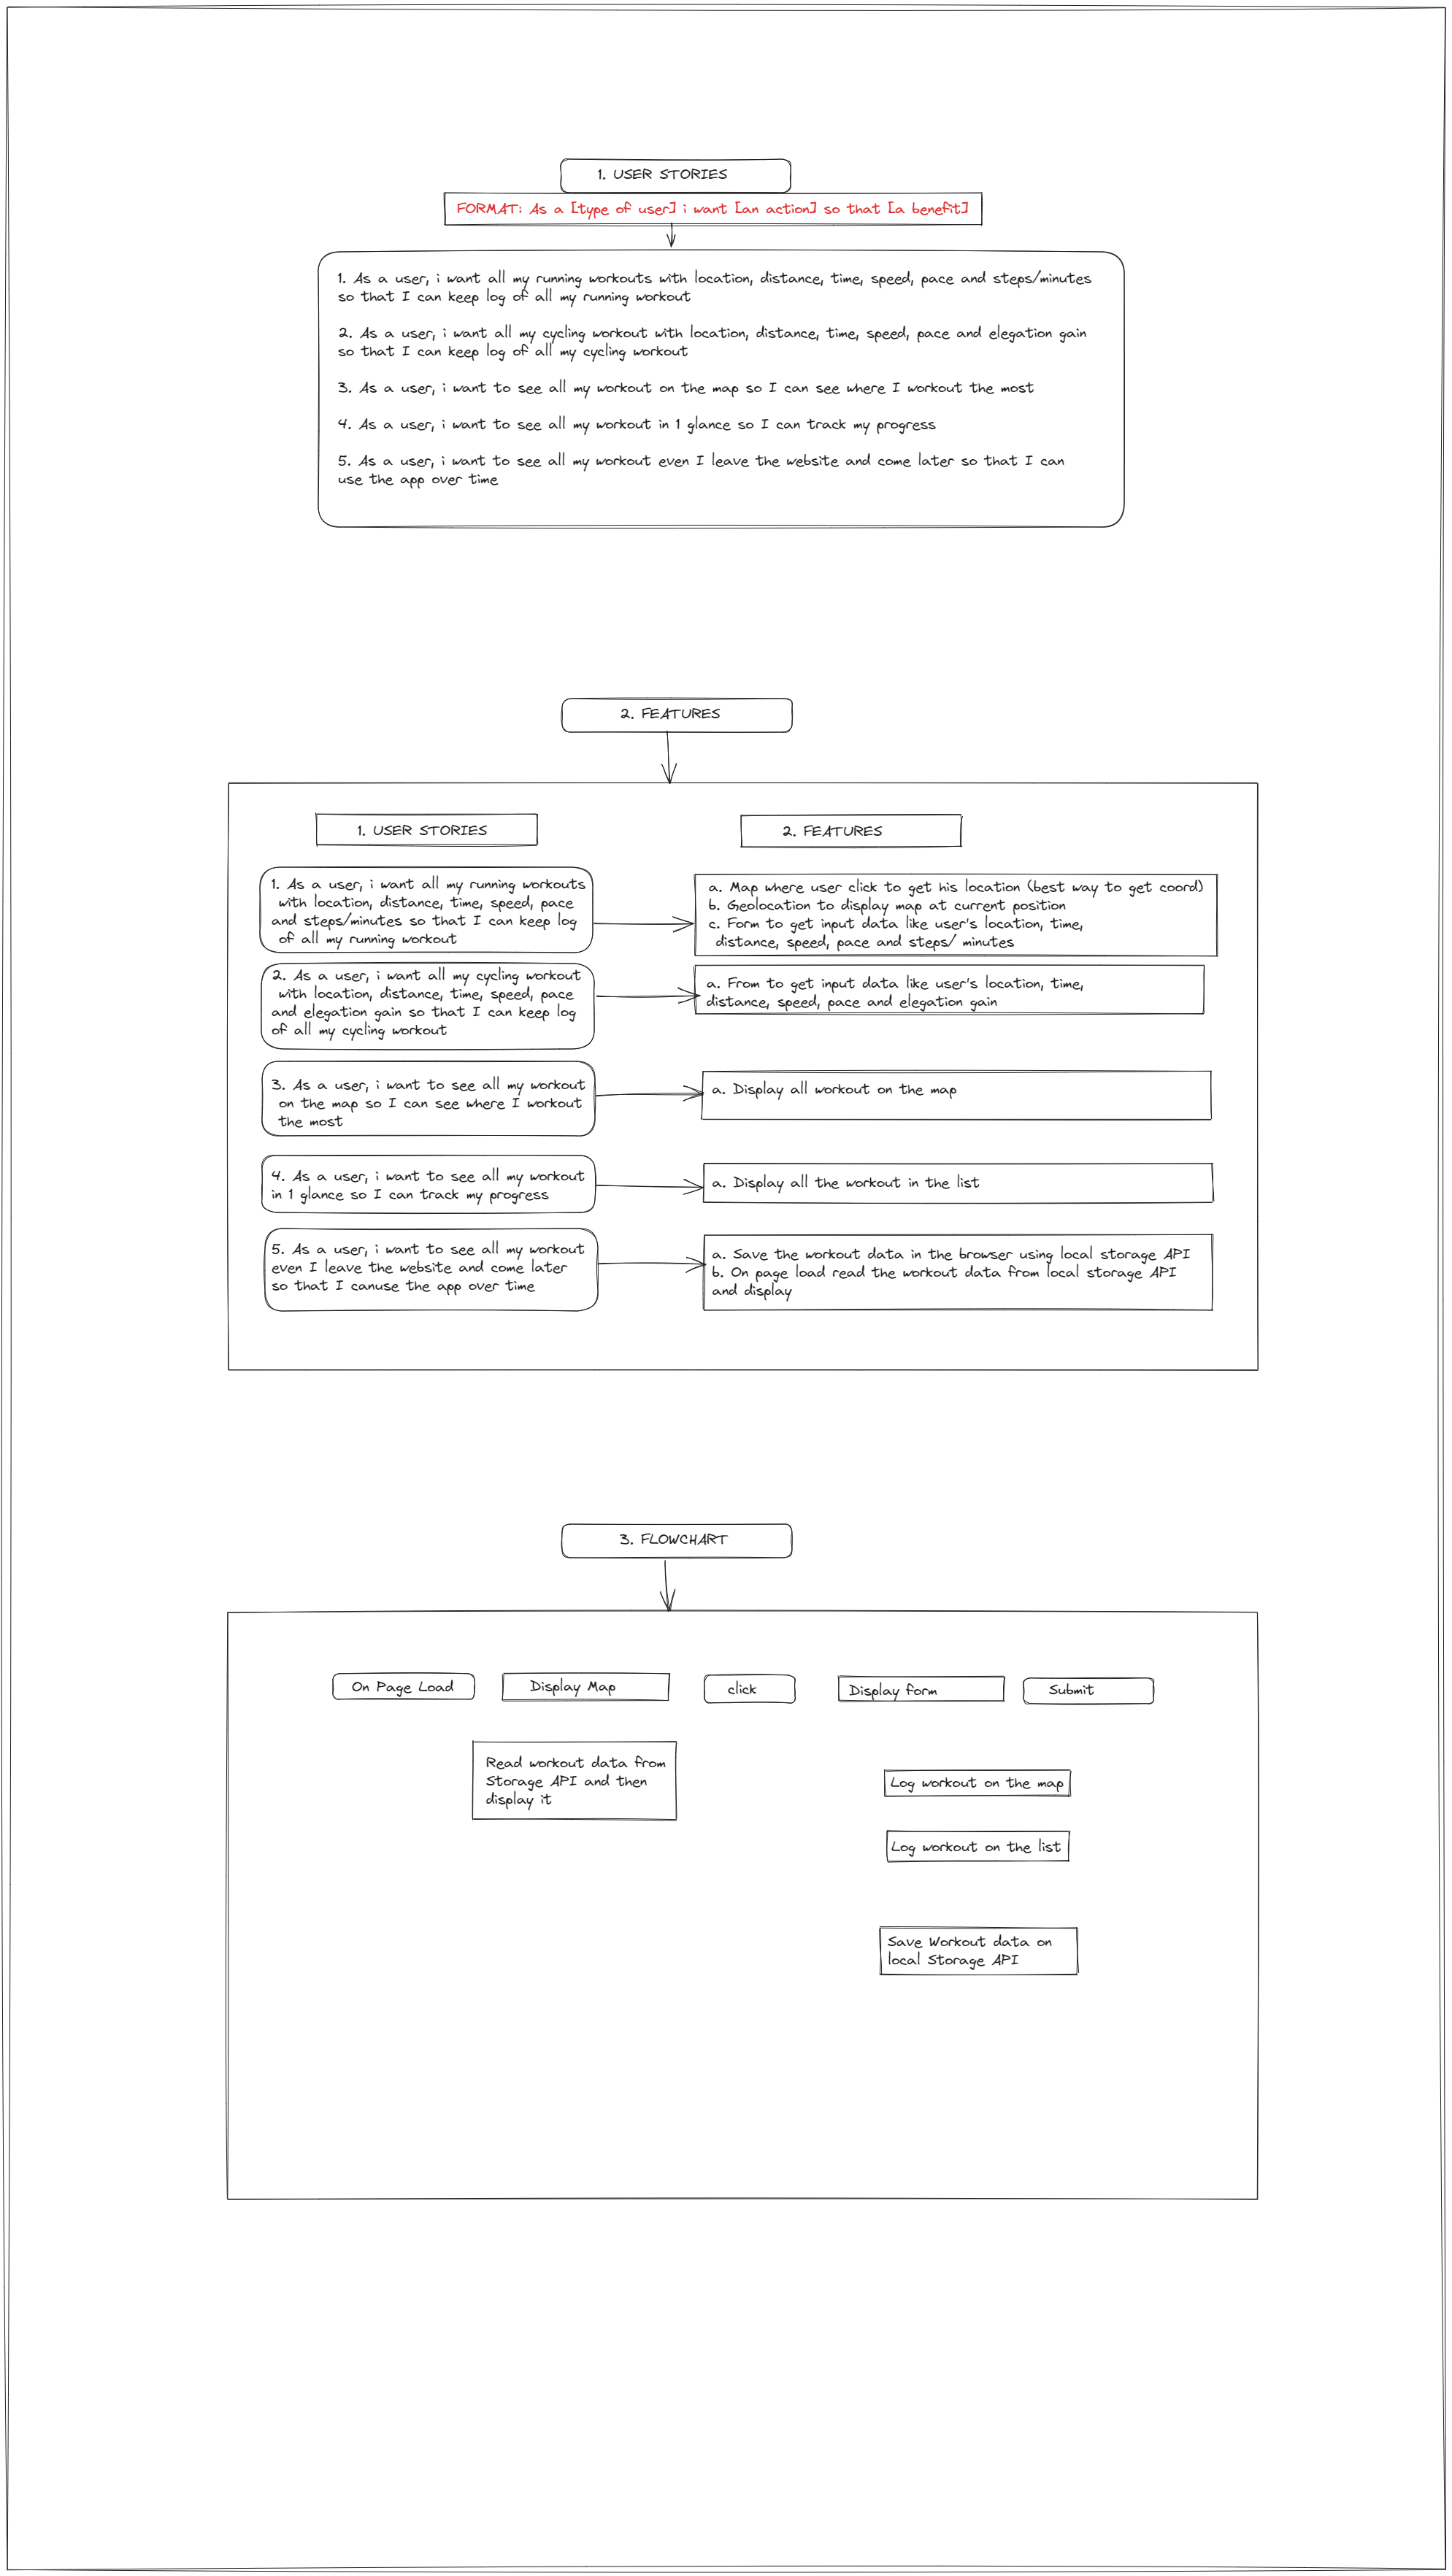 1. USER STORIES
FORMAT: As a [type of user] i want [an action] so that [a benefit]
1. As a user, i want all my running workouts with location, distance, time, speed, pace and steps/minutes
so that I can keep log of all my running workout
2. As a user, i want all my cycling workout with location, distance, time, speed, pace and elegation gain
so that I can keep log of all my cycling workout
3. As a user, i want to see all my workout on the map so I can see where I workout the most
4. As a user, i want to see all my workout in 1 glance so I can track my progress
5. As a user, i want to see all my workout even I leave the website and come later so that I can
use the app over time
2. FEATURES
1. USER STORIES
2. FEATURES
1. As a user, i want all my running workouts
with location, distance, time, speed, pace
and steps/minutes so that I can keep log
of all my running workout
a. Map where user click to get his location (best way to get coord)
b. Geolocation to display map at current position
c. Form to get input data like user's location, time,
distance, speed, pace and steps/ minutes
2. As a user, i want all my cycling workout
with location, distance, time, speed, pace
and elegation gain so that I can keep log
of all my cycling workout
a. From to get input data like user's location, time,
distance, speed, pace and elegation gain
3. As a user, i want to see all my workout
on the map so I can see where I workout
the most
a. Display all workout on the map
4. As a user, i want to see all my workout
in 1 glance so I can track my progress
a. Display all the workout in the list
5. As a user, i want to see all my workout
even I leave the website and come later
so that I canuse the app over time
a. Save the workout data in the browser using local storage API
b. On page load read the workout data from local storage API
and display
3. FLOWCHART
On Page Load
Display Map
click
Display form
Submit
Read workout data from
Storage API and then
display it
Log workout on the map
Log workout on the list
Save Workout data on
local Storage API